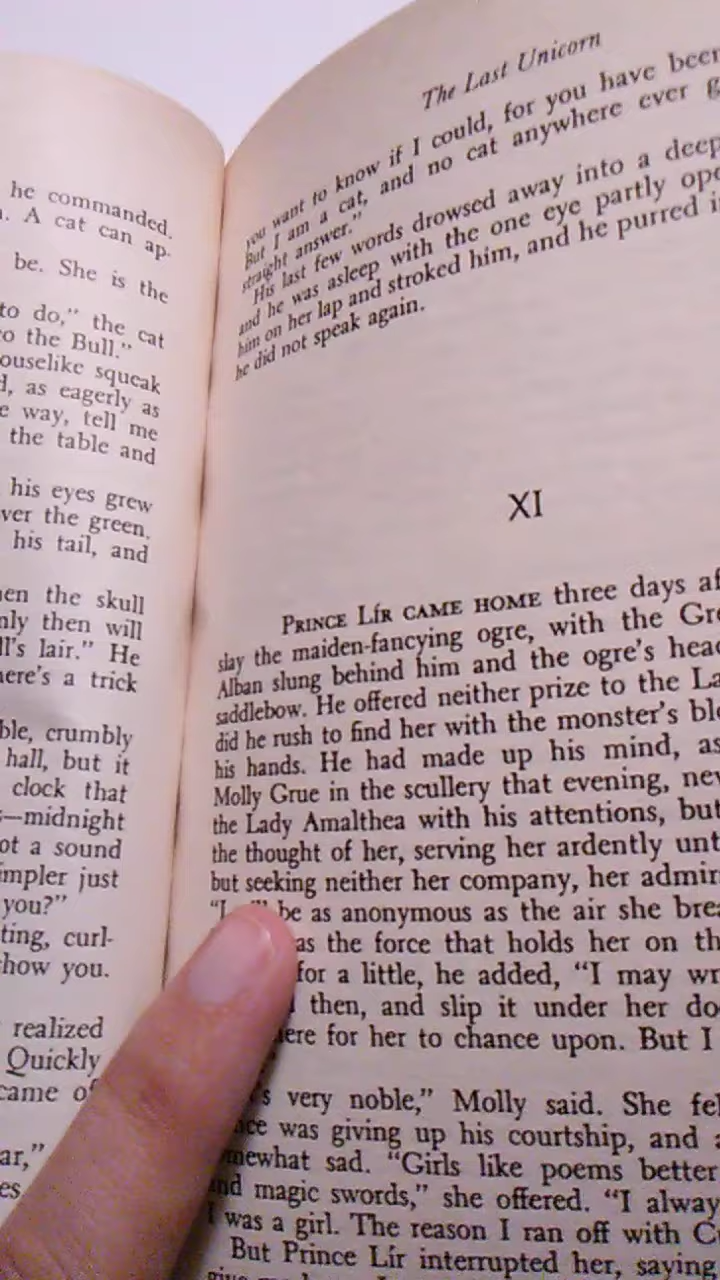 he commanded.
. A cat can ap-
be. She is the
to do," the cat
to the Bull."
ouselike squeak
d, as eagerly as
e way, tell me
the table and
his eyes grew
ver the green.
his tail, and
en the skull
nly then will
ll's lair." He
ere's a trick
ble, crumbly
hall, but it
clock that
—midnight
ot a sound
impler just
you?"
ting, curl-
how you.
realized
Quickly
came of
ar,"
es
The Last Unicorn
you want to know if I could, for you have been
But I am a cat, and no cat anywhere ever g
straight answer."
His last few words drowsed away into a deep
and he was asleep with the one eye partly ope
him on her lap and stroked him, and he purred i
he did not speak again.
XI
PRINCE LÍR CAME HOME three days af
slay the maiden-fancying ogre, with the Gre
Alban slung behind him and the ogre's head
saddlebow. He offered neither prize to the La
did he rush to find her with the monster's blo
his hands. He had made up his mind, as
Molly Grue in the scullery that evening, nev
the Lady Amalthea with his attentions, but
the thought of her, serving her ardently unt
but seeking neither her company, her admir
"I be as anonymous as the air she brea
as the force that holds her on th
for a little, he added, "I may wr
then, and slip it under her do
ere for her to chance upon. But I
's very noble," Molly said. She fel
nce was giving up his courtship, and a
mewhat sad. "Girls like poems better
nd magic swords," she offered. "I alway
I was a girl. The reason I ran off with Cu
But Prince Lír interrupted her, saying